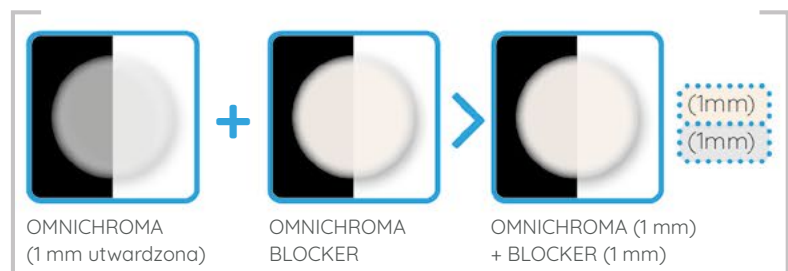 (1mm)
(1mm)
OMNICHROMA
(1 mm utwardzona)
OMNICHROMA
BLOCKER
OMNICHROMA (1 mm)
+ BLOCKER (1 mm)